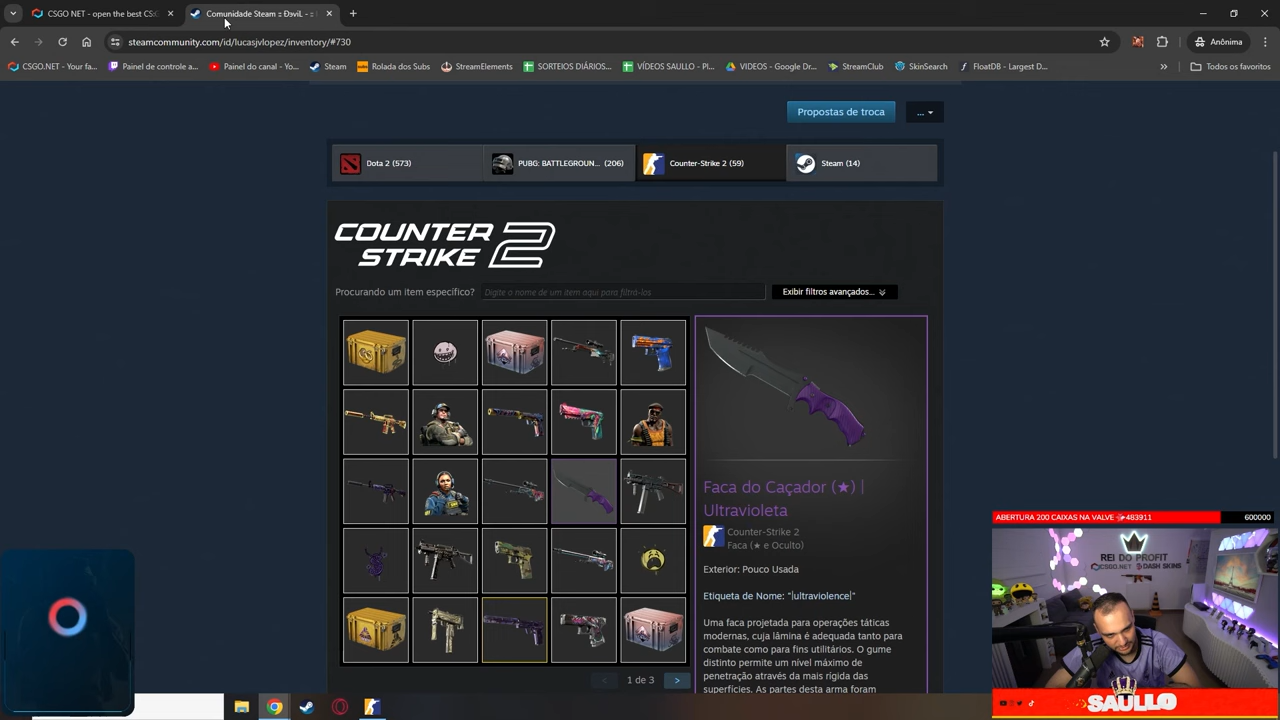 CSGO.NET - open the best CS:
Comunidade Steam :: ĐɘviL - ::
steamcommunity.com/id/lucasjvlopez/inventory/#730
Anônima
CSGO.NET - Your fa...
Painel de controle a...
Painel do canal - Yo...
Steam
Rolada dos Subs
StreamElements
SORTEIOS DIÁRIOS...
VÍDEOS SAULLO - Pl...
VIDEOS - Google Dr...
StreamClub
SkinSearch
FloatDB - Largest D...
Todos os favoritos
Propostas de troca
...
Dota 2 (573)
PUBG: BATTLEGROUN... (206)
Counter-Strike 2 (59)
Steam (14)
COUNTER
STRIKE 2
Procurando um item específico?
Digite o nome de um item aqui para filtrá-los
Exibir filtros avançados...
Faca do Caçador (★) |
Ultravioleta
Counter-Strike 2
Faca (★ e Oculto)
Exterior: Pouco Usada
Etiqueta de Nome: "|ultraviolence|"
Uma faca projetada para operações táticas
modernas, cuja lâmina é adequada tanto para
combate como para fins utilitários. O gume
distinto permite um nível máximo de
penetração através da mais rígida das
superfícies. As partes desta arma foram
1 de 3
>
ABERTURA 200 CAIXAS NA VALVE
483911
600000
REI DO PROFIT
CSGO.NET
DASH SKINS
SAULLO